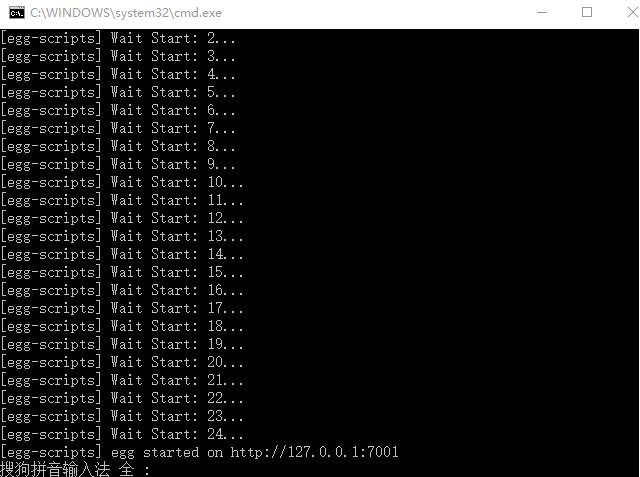 C:\WINDOWS\system32\cmd.exe
[egg-scripts] Wait Start: 2...
[egg-scripts] Wait Start: 3...
[egg-scripts] Wait Start: 4...
[egg-scripts] Wait Start: 5...
[egg-scripts] Wait Start: 6...
[egg-scripts] Wait Start: 7...
[egg-scripts] Wait Start: 8...
[egg-scripts] Wait Start: 9...
[egg-scripts] Wait Start: 10...
[egg-scripts] Wait Start: 11...
[egg-scripts] Wait Start: 12...
[egg-scripts] Wait Start: 13...
[egg-scripts] Wait Start: 14...
[egg-scripts] Wait Start: 15...
[egg-scripts] Wait Start: 16...
[egg-scripts] Wait Start: 17...
[egg-scripts] Wait Start: 18...
[egg-scripts] Wait Start: 19...
[egg-scripts] Wait Start: 20...
[egg-scripts] Wait Start: 21...
[egg-scripts] Wait Start: 22...
[egg-scripts] Wait Start: 23...
[egg-scripts] Wait Start: 24...
[egg-scripts] egg started on http://127.0.0.1:7001
搜狗拼音输入法 全 :